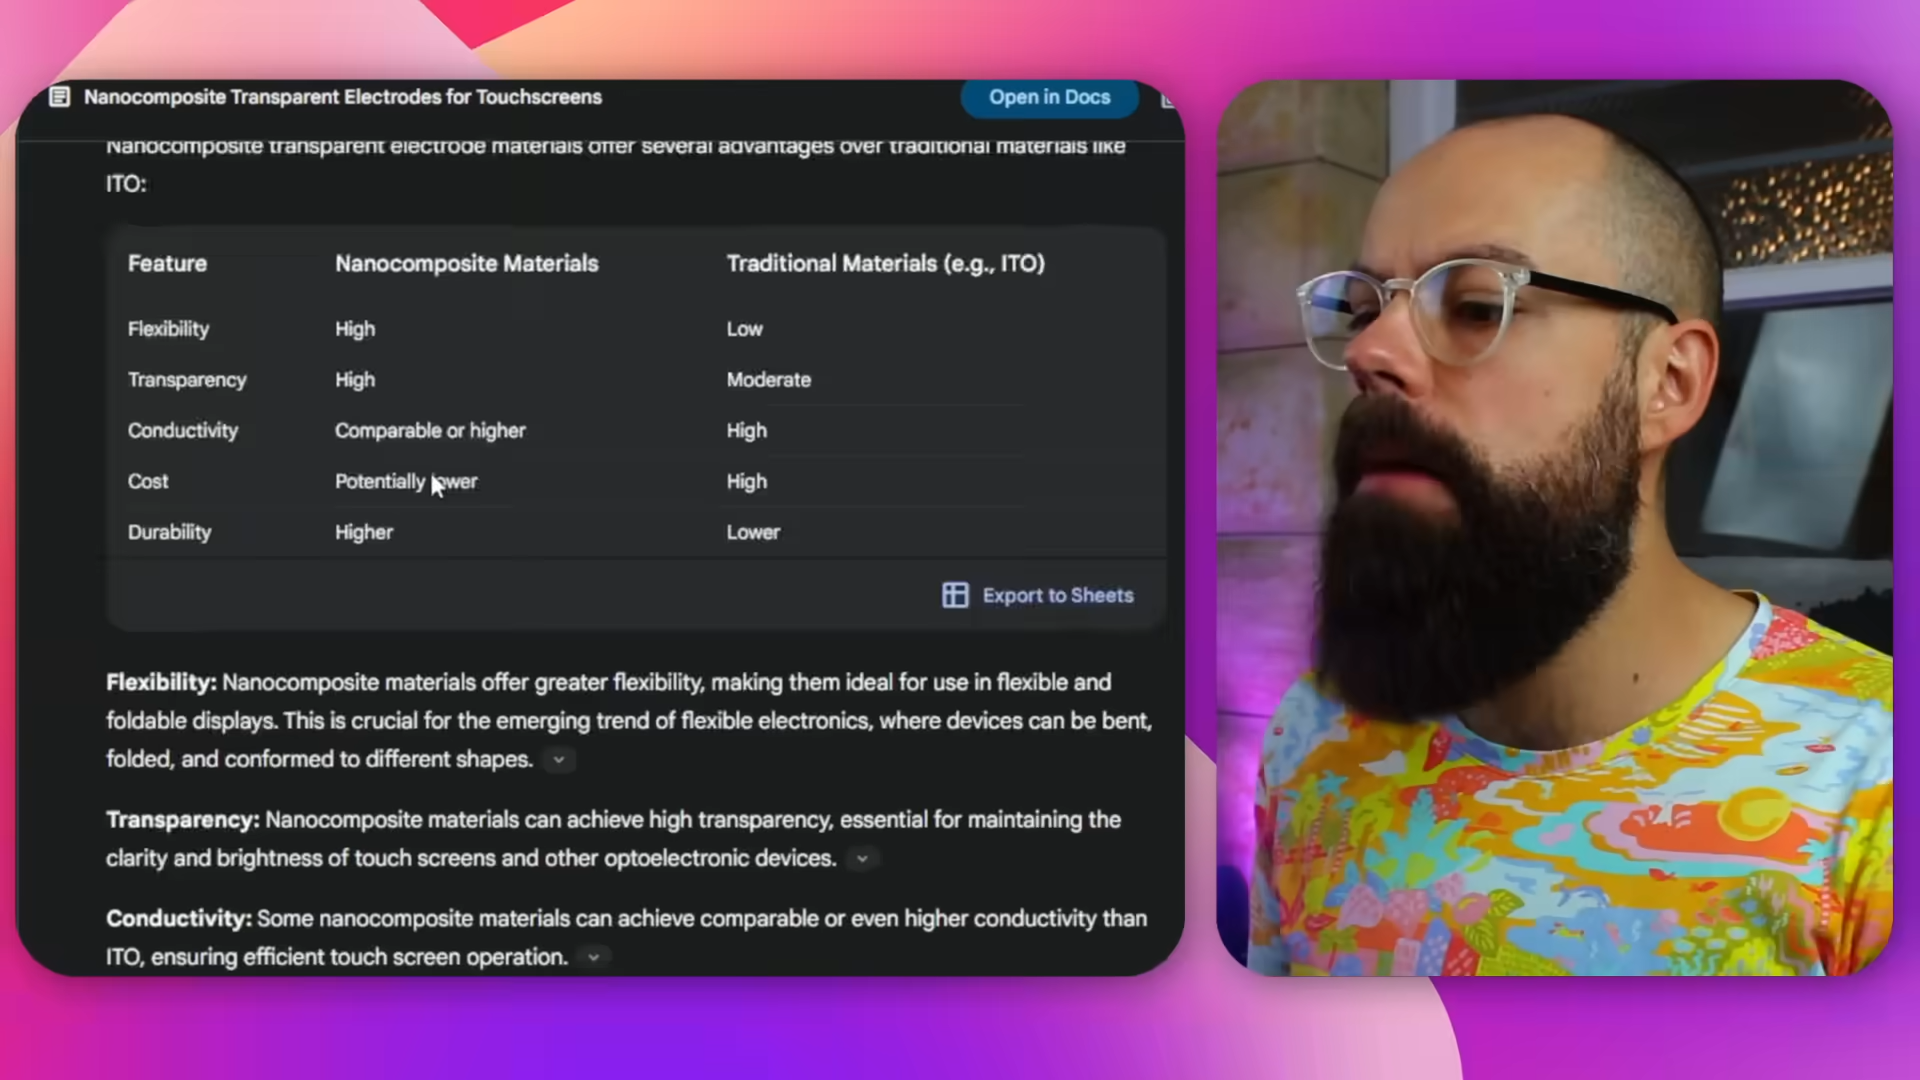 Nanocomposite Transparent Electrodes for Touchscreens
Open in Docs
Nanocomposite transparent electrode materials offer several advantages over traditional materials like
ITO:
Feature Nanocomposite Materials Traditional Materials (e.g., ITO)
Flexibility High Low
Transparency High Moderate
Conductivity Comparable or higher High
Cost Potentially lower High
Durability Higher Lower
Export to Sheets
Flexibility: Nanocomposite materials offer greater flexibility, making them ideal for use in flexible and
foldable displays. This is crucial for the emerging trend of flexible electronics, where devices can be bent,
folded, and conformed to different shapes.
Transparency: Nanocomposite materials can achieve high transparency, essential for maintaining the
clarity and brightness of touch screens and other optoelectronic devices.
Conductivity: Some nanocomposite materials can achieve comparable or even higher conductivity than
ITO, ensuring efficient touch screen operation.